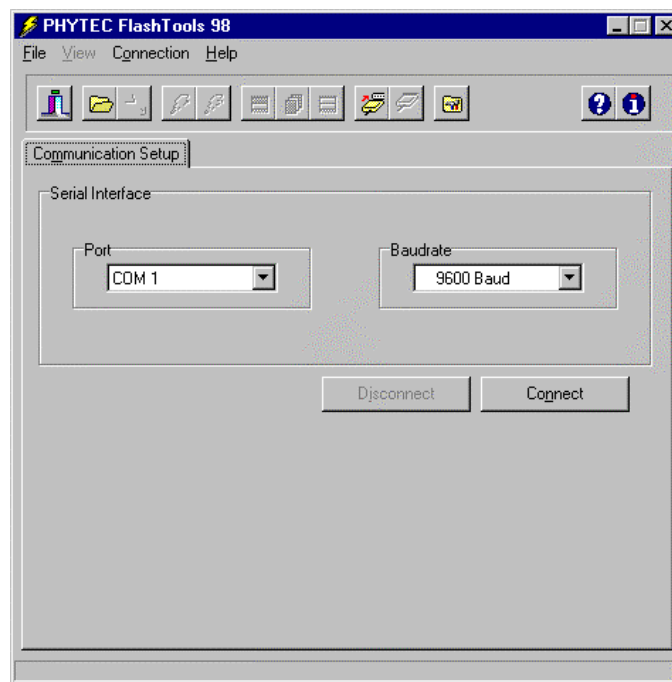 PHYTEC FlashTools 98
File View Connection Help
Communication Setup
Serial Interface
Port
Baudrate
COM 1
9600 Baud
Disconnect
Connect